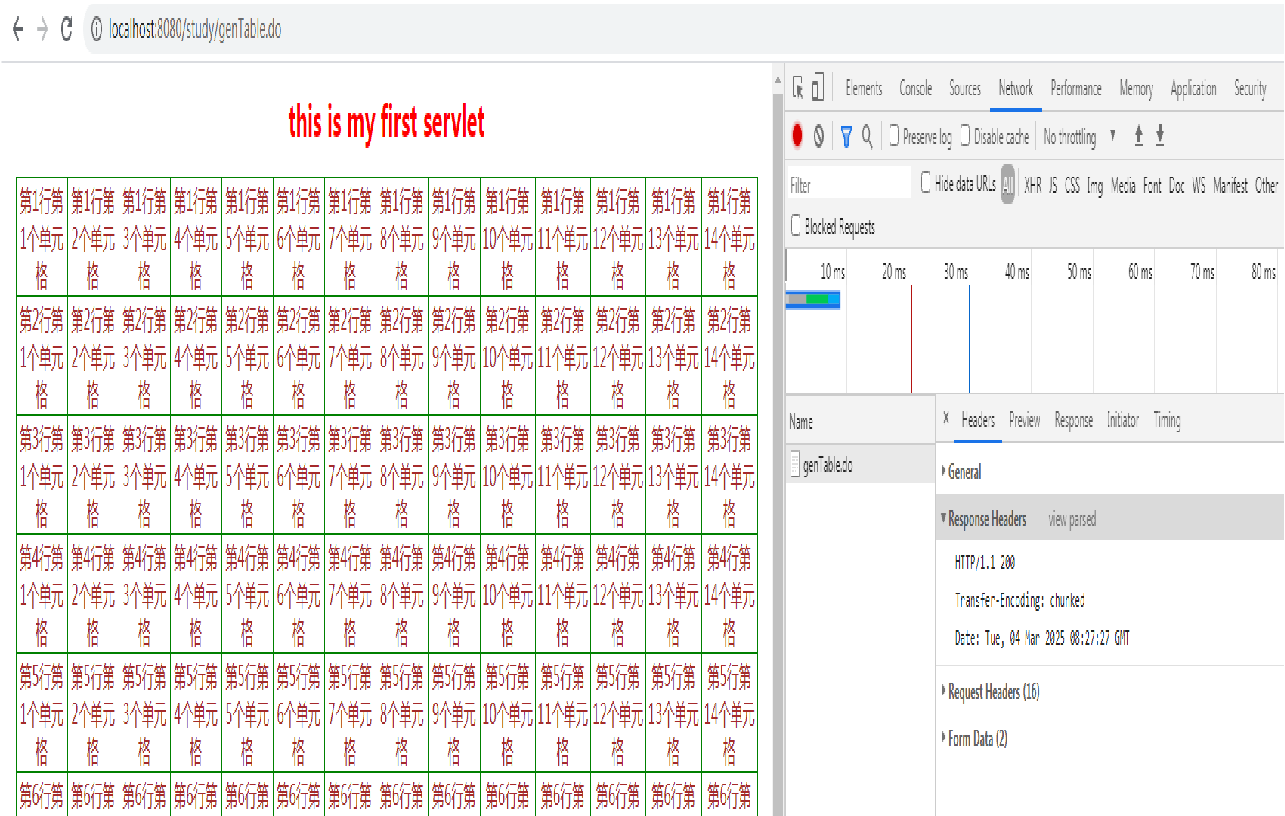 localhost:8080/study/genTable.do
this is my first servlet
第1行第 第1行第 第1行第 第1行第 第1行第 第1行第 第1行第 第1行第 第1行第 第1行第 第1行第 第1行第 第1行第 第1行第
1个单元 2个单元 3个单元 4个单元 5个单元 6个单元 7个单元 8个单元 9个单元 10个单元 11个单元 12个单元 13个单元 14个单元
格 格 格 格 格 格 格 格 格 格 格 格 格 格
第2行第 第2行第 第2行第 第2行第 第2行第 第2行第 第2行第 第2行第 第2行第 第2行第 第2行第 第2行第 第2行第 第2行第
1个单元 2个单元 3个单元 4个单元 5个单元 6个单元 7个单元 8个单元 9个单元 10个单元 11个单元 12个单元 13个单元 14个单元
格 格 格 格 格 格 格 格 格 格 格 格 格 格
第3行第 第3行第 第3行第 第3行第 第3行第 第3行第 第3行第 第3行第 第3行第 第3行第 第3行第 第3行第 第3行第 第3行第
1个单元 2个单元 3个单元 4个单元 5个单元 6个单元 7个单元 8个单元 9个单元 10个单元 11个单元 12个单元 13个单元 14个单元
格 格 格 格 格 格 格 格 格 格 格 格 格 格
第4行第 第4行第 第4行第 第4行第 第4行第 第4行第 第4行第 第4行第 第4行第 第4行第 第4行第 第4行第 第4行第 第4行第
1个单元 2个单元 3个单元 4个单元 5个单元 6个单元 7个单元 8个单元 9个单元 10个单元 11个单元 12个单元 13个单元 14个单元
格 格 格 格 格 格 格 格 格 格 格 格 格 格
第5行第 第5行第 第5行第 第5行第 第5行第 第5行第 第5行第 第5行第 第5行第 第5行第 第5行第 第5行第 第5行第 第5行第
1个单元 2个单元 3个单元 4个单元 5个单元 6个单元 7个单元 8个单元 9个单元 10个单元 11个单元 12个单元 13个单元 14个单元
格 格 格 格 格 格 格 格 格 格 格 格 格 格
第6行第 第6行第 第6行第 第6行第 第6行第 第6行第 第6行第 第6行第 第6行第 第6行第 第6行第 第6行第 第6行第 第6行第
Elements Console Sources Network Performance Memory Application Security
Preserve log Disable cache No throttling
Filter Hide data URLs All XHR JS CSS Img Media Font Doc WS Manifest Other
Blocked Requests
10 ms 20 ms 30 ms 40 ms 50 ms 60 ms 70 ms 80 ms
Name
genTable.do
× Headers Preview Response Initiator Timing
General
Response Headers view parsed
HTTP/1.1 200
Transfer-Encoding: chunked
Date: Tue, 04 Mar 2025 08:27:27 GMT
Request Headers (16)
Form Data (2)